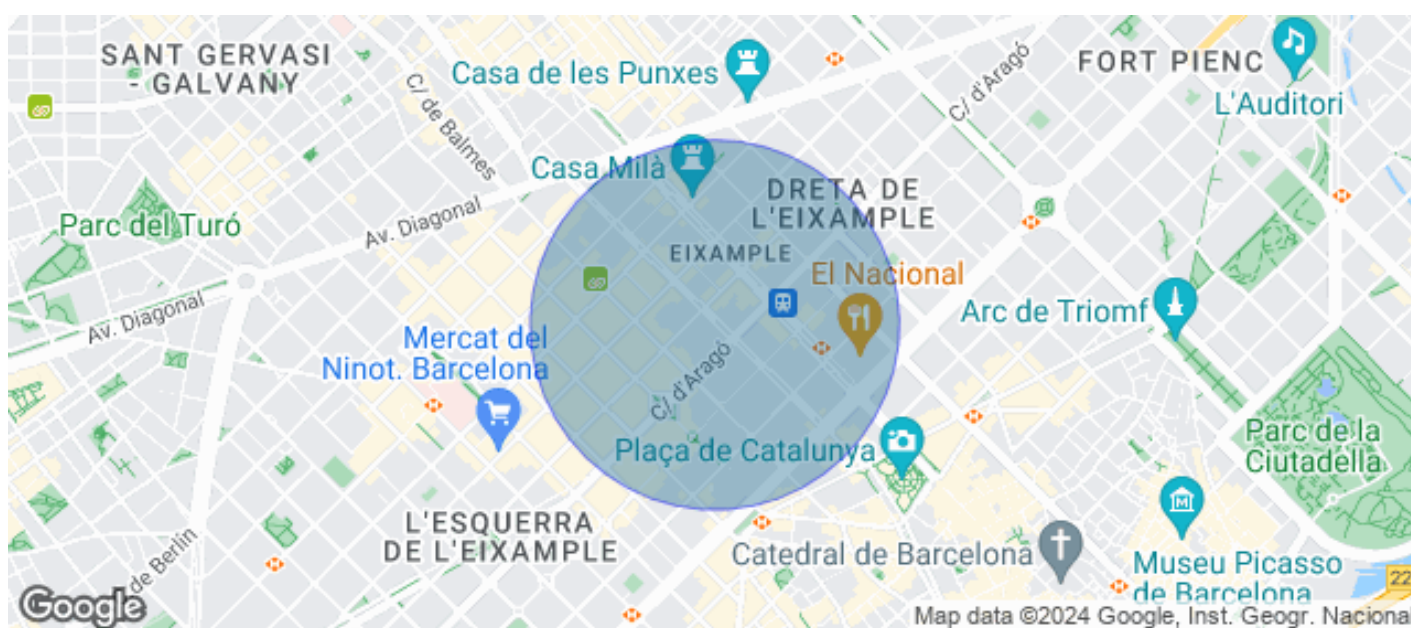 SANT GERVASI
- GALVANY
Casa de les Punxes
C/ d'Aragó
FORT PIENC
L'Auditori
C/ de Balmes
Casa Milà
DRETA DE
L'EIXAMPLE
Parc del Turó
Av. Diagonal
EIXAMPLE
El Nacional
Arc de Triomf
Av. Diagonal
Mercat del
Ninot. Barcelona
C/ d'Aragó
Plaça de Catalunya
Parc de la
Ciutadella
L'ESQUERRA
DE L'EIXAMPLE
Catedral de Barcelona
Museu Picasso
de Barcelona
de Berlín
22
Google
Map data ©2024 Google, Inst. Geogr. Nacional